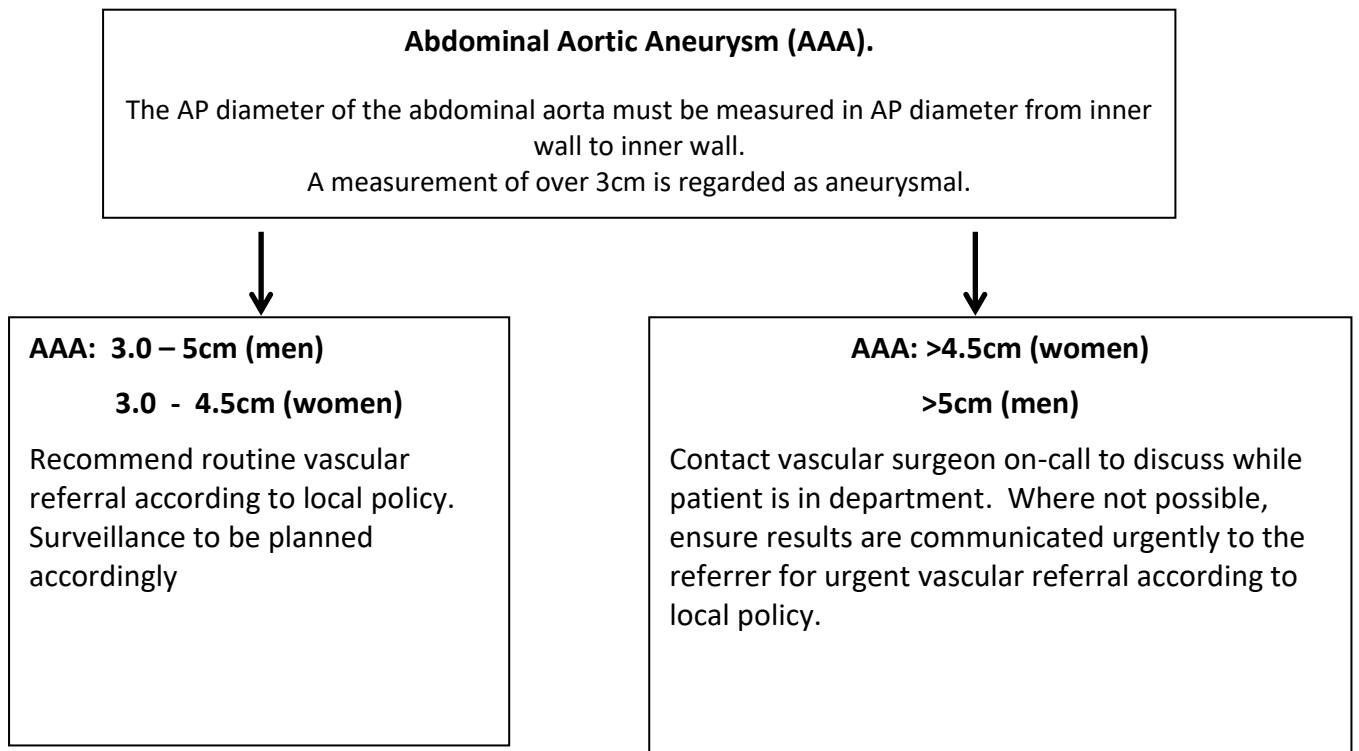 Abdominal Aortic Aneurysm (AAA).
The AP diameter of the abdominal aorta must be measured in AP diameter from inner
wall to inner wall.
A measurement of over 3cm is regarded as aneurysmal.
AAA: 3.0 – 5cm (men)
3.0 - 4.5cm (women)
Recommend routine vascular
referral according to local policy.
Surveillance to be planned
accordingly
AAA: >4.5cm (women)
>5cm (men)
Contact vascular surgeon on-call to discuss while
patient is in department. Where not possible,
ensure results are communicated urgently to the
referrer for urgent vascular referral according to
local policy.